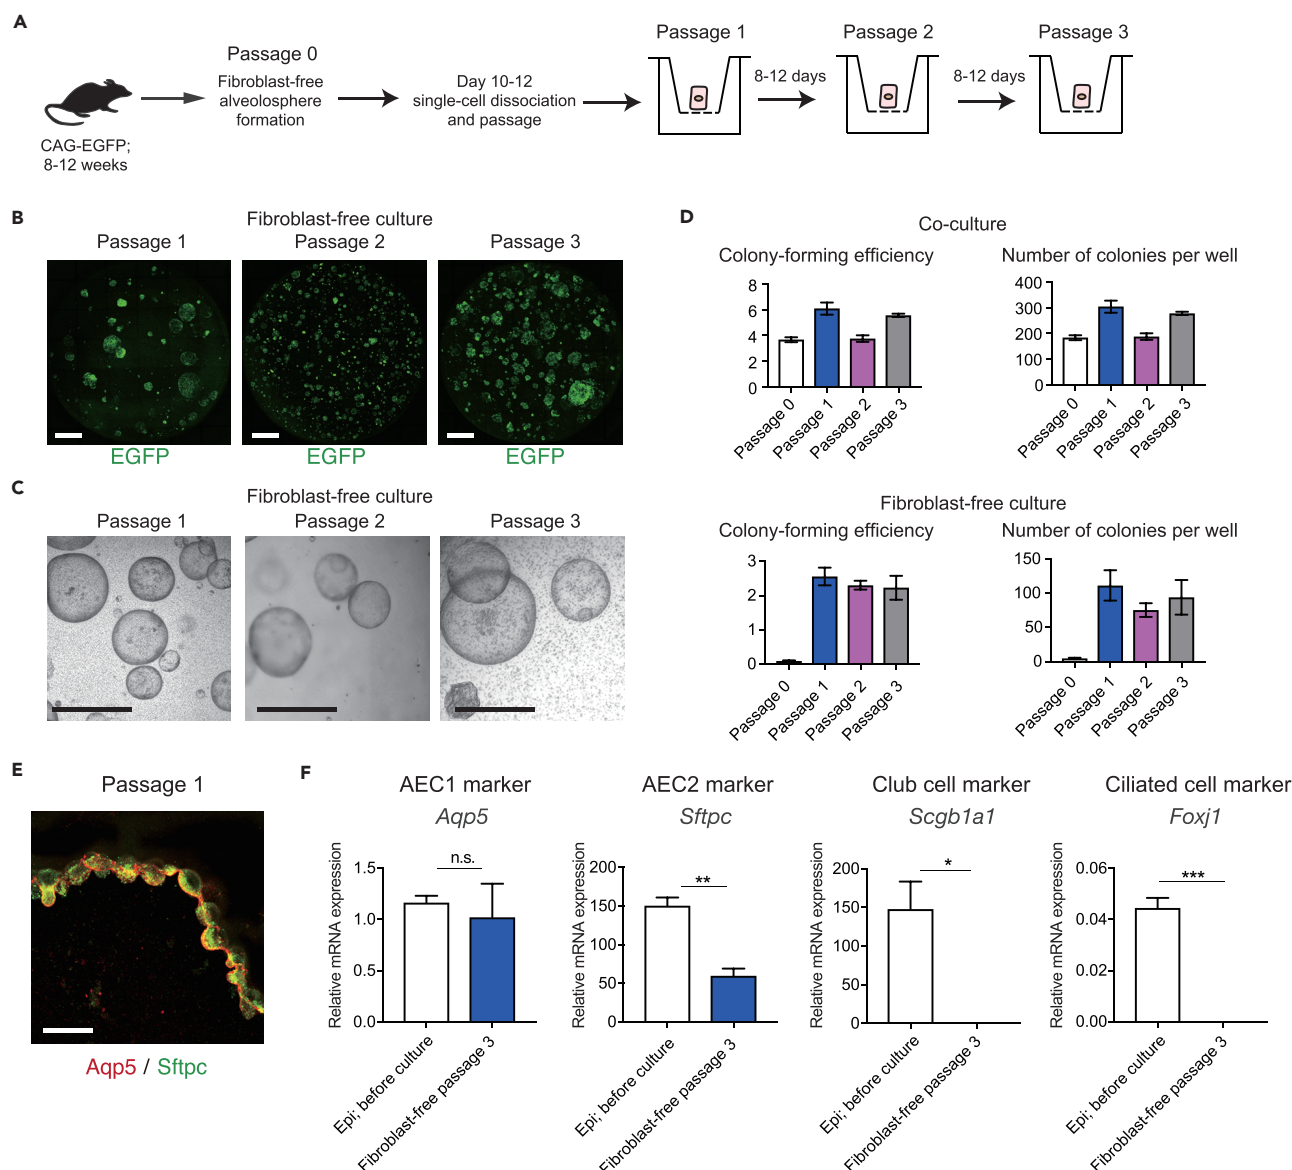 A
CAG-EGFP;
8-12 weeks
Passage 0
Fibroblast-free
alveolosphere
formation
Day 10-12
single-cell dissociation
and passage
Passage 1
8-12 days
Passage 2
8-12 days
Passage 3
B
Fibroblast-free culture
Passage 1 Passage 2 Passage 3
EGFP EGFP EGFP
C
Fibroblast-free culture
Passage 1 Passage 2 Passage 3
D
Co-culture
Colony-forming efficiency
8
6
4
2
0
Passage 0
Passage 1
Passage 2
Passage 3
Number of colonies per well
400
300
200
100
0
Passage 0
Passage 1
Passage 2
Passage 3
Fibroblast-free culture
Colony-forming efficiency
3
2
1
0
Passage 0
Passage 1
Passage 2
Passage 3
Number of colonies per well
150
100
50
0
Passage 0
Passage 1
Passage 2
Passage 3
E
Passage 1
Aqp5 / Sftpc
F
AEC1 marker
Aqp5
Relative mRNA expression
1.5
1.0
0.5
0.0
n.s.
Epi; before culture
Fibroblast-free passage 3
AEC2 marker
Sftpc
Relative mRNA expression
200
150
100
50
0
**
Epi; before culture
Fibroblast-free passage 3
Club cell marker
Scgb1a1
Relative mRNA expression
200
150
100
50
0
*
Epi; before culture
Fibroblast-free passage 3
Ciliated cell marker
Foxj1
Relative mRNA expression
0.06
0.04
0.02
0.00
***
Epi; before culture
Fibroblast-free passage 3